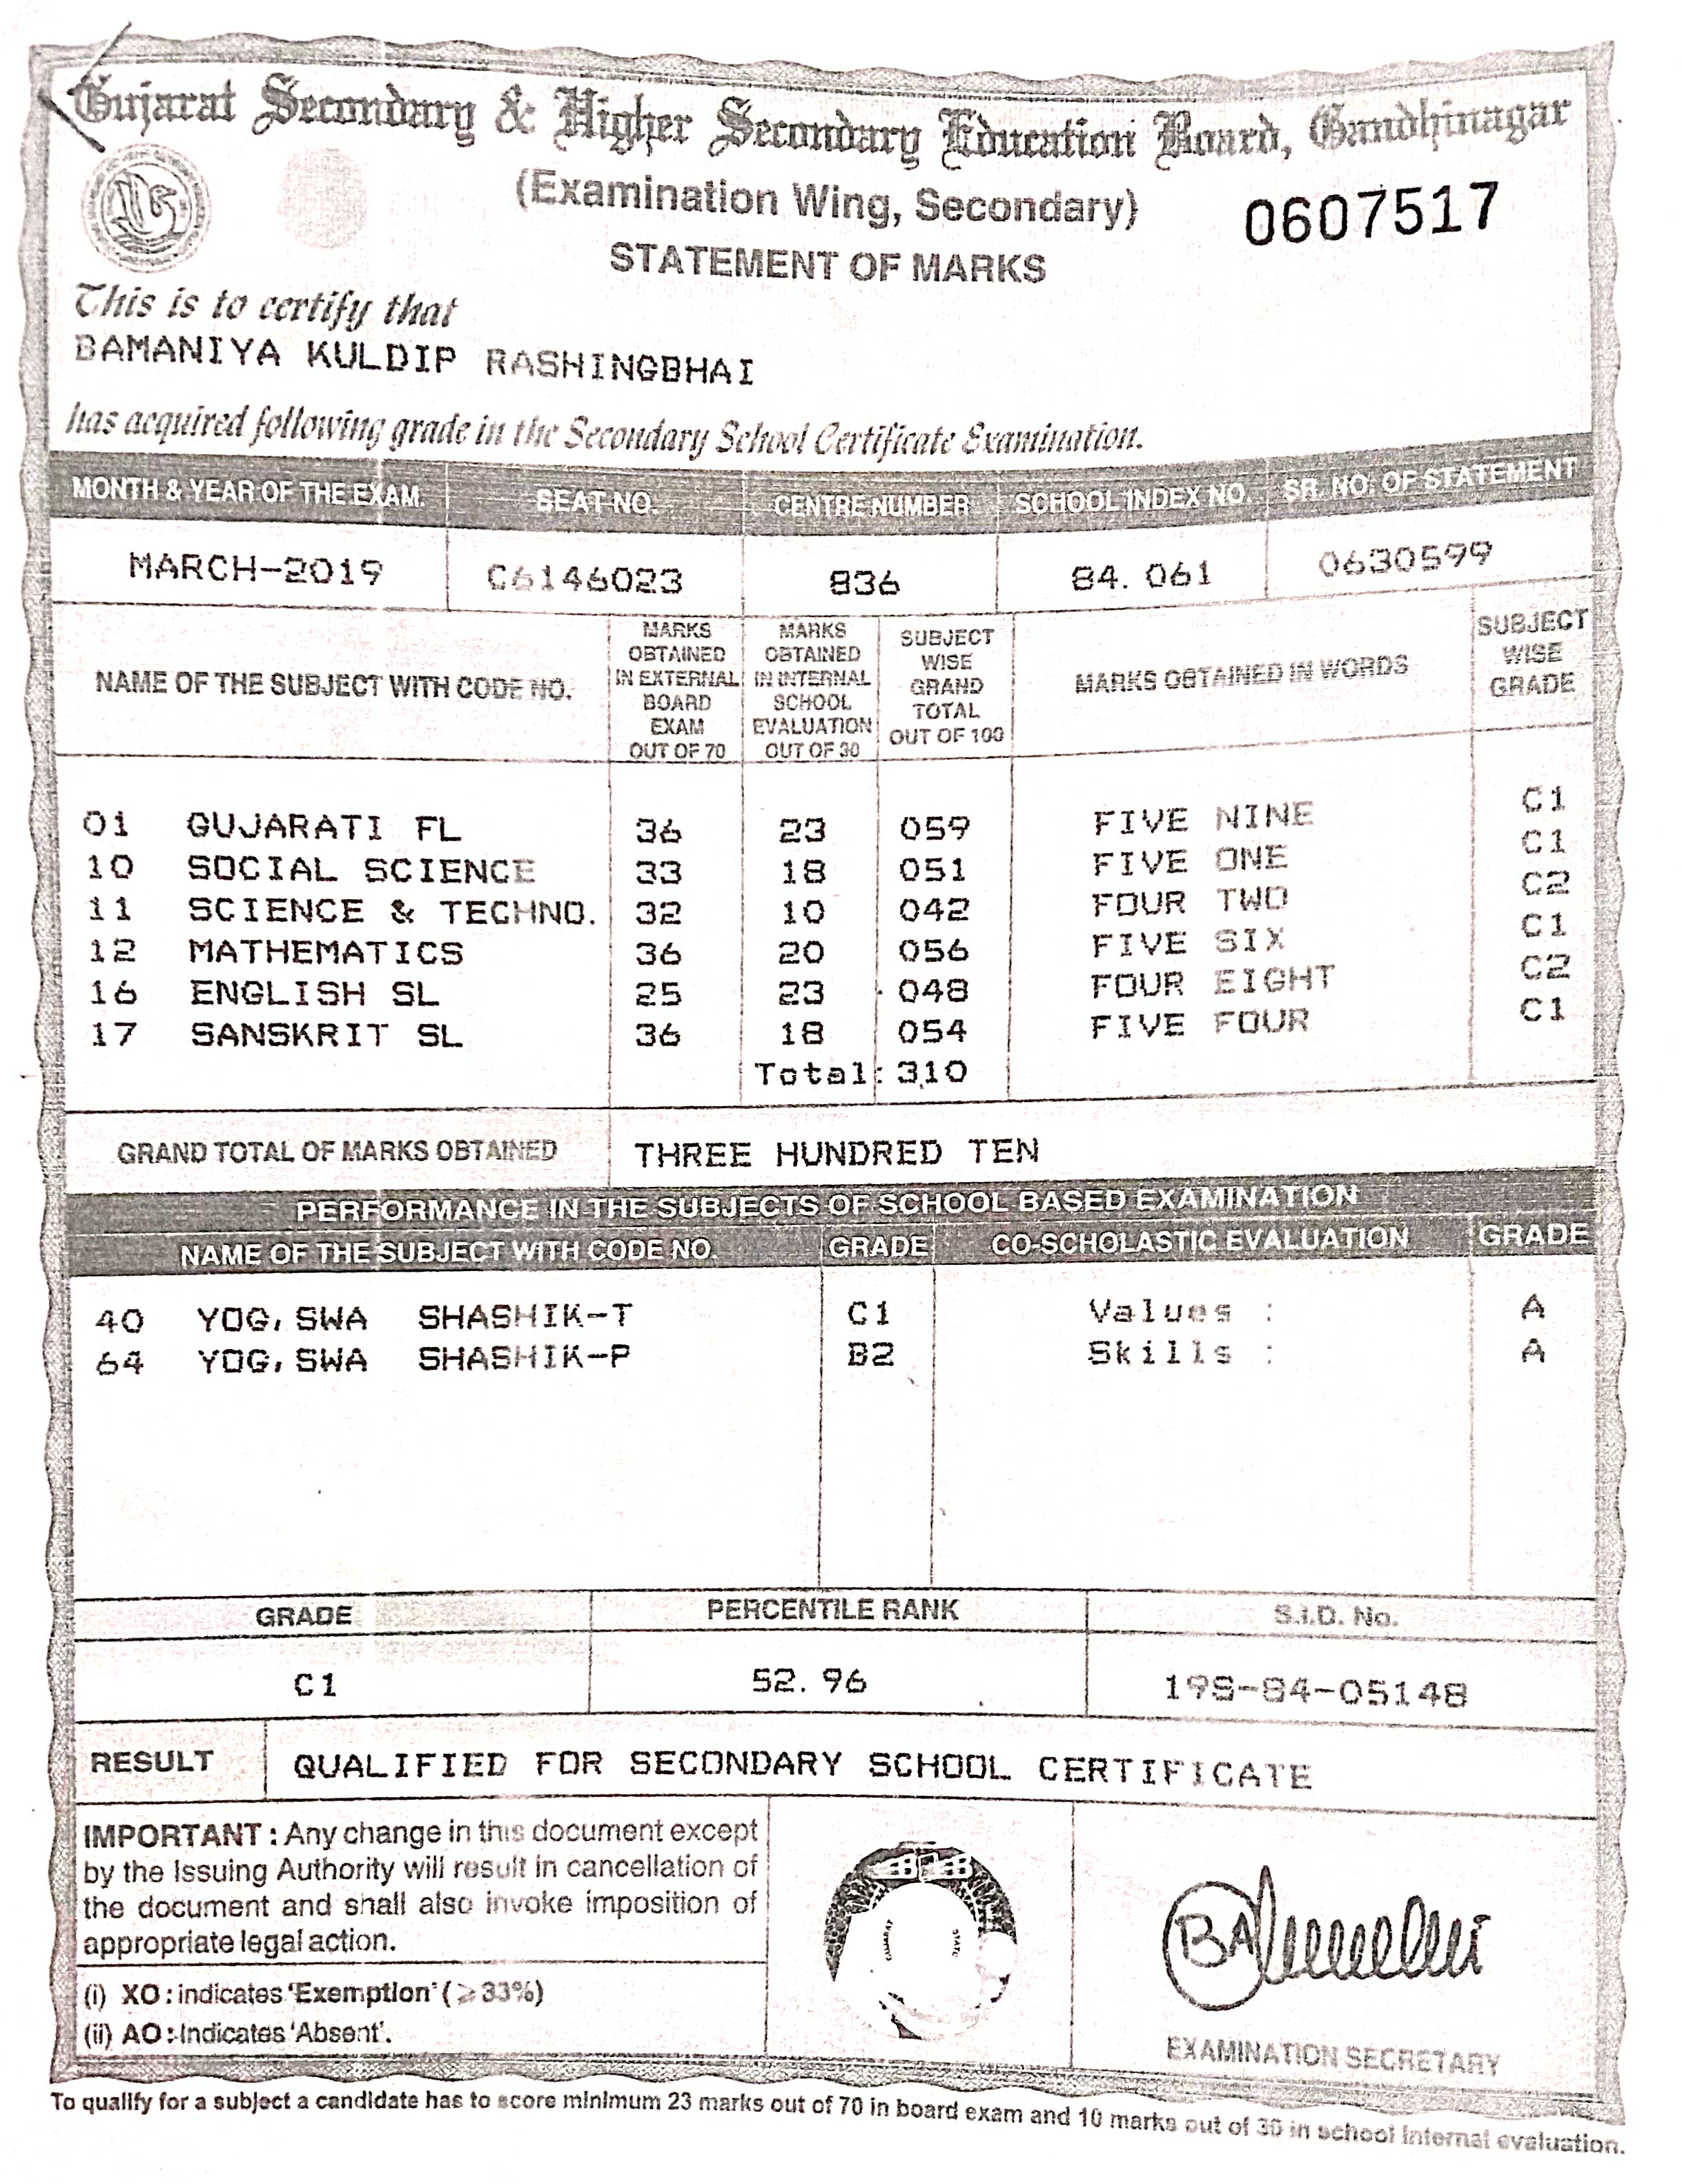 Gujarat Secondary & Higher Secondary Education Board, Gandhinagar
(Examination Wing, Secondary)
0607517
STATEMENT OF MARKS
This is to certify that
BAMANIYA KULDIP RASHINGBHAI
has acquired following grade in the Secondary School Certificate Examination.
MONTH & YEAR OF THE EXAM. SEAT NO. CENTRE NUMBER SCHOOL INDEX NO. SR. NO. OF STATEMENT
MARCH-2019 C6146023 836 84.061 0630599
NAME OF THE SUBJECT WITH CODE NO. MARKS OBTAINED IN EXTERNAL BOARD EXAM OUT OF 70 MARKS OBTAINED IN INTERNAL SCHOOL EVALUATION OUT OF 30 SUBJECT WISE GRAND TOTAL OUT OF 100 MARKS OBTAINED IN WORDS SUBJECT WISE GRADE
01 GUJARATI FL 36 23 059 FIVE NINE C1
10 SOCIAL SCIENCE 33 18 051 FIVE ONE C1
11 SCIENCE & TECHNO. 32 10 042 FOUR TWO C2
12 MATHEMATICS 36 20 056 FIVE SIX C1
16 ENGLISH SL 25 23 048 FOUR EIGHT C2
17 SANSKRIT SL 36 18 054 FIVE FOUR C1
Total: 310
GRAND TOTAL OF MARKS OBTAINED THREE HUNDRED TEN
PERFORMANCE IN THE SUBJECTS OF SCHOOL BASED EXAMINATION
NAME OF THE SUBJECT WITH CODE NO. GRADE CO-SCHOLASTIC EVALUATION GRADE
40 YOG, SWA SHASHIK-T C1 Values : A
64 YOG, SWA SHASHIK-P B2 Skills : A
GRADE PERCENTILE RANK S.I.D. No.
C1 52.96 19S-84-05148
RESULT QUALIFIED FOR SECONDARY SCHOOL CERTIFICATE
IMPORTANT : Any change in this document except
by the Issuing Authority will result in cancellation of
the document and shall also invoke imposition of
appropriate legal action.
(i) XO : indicates 'Exemption' (≥33%)
(ii) AO : Indicates 'Absent'.
EXAMINATION SECRETARY
To qualify for a subject a candidate has to score minimum 23 marks out of 70 in board exam and 10 marks out of 30 in school internal evaluation.